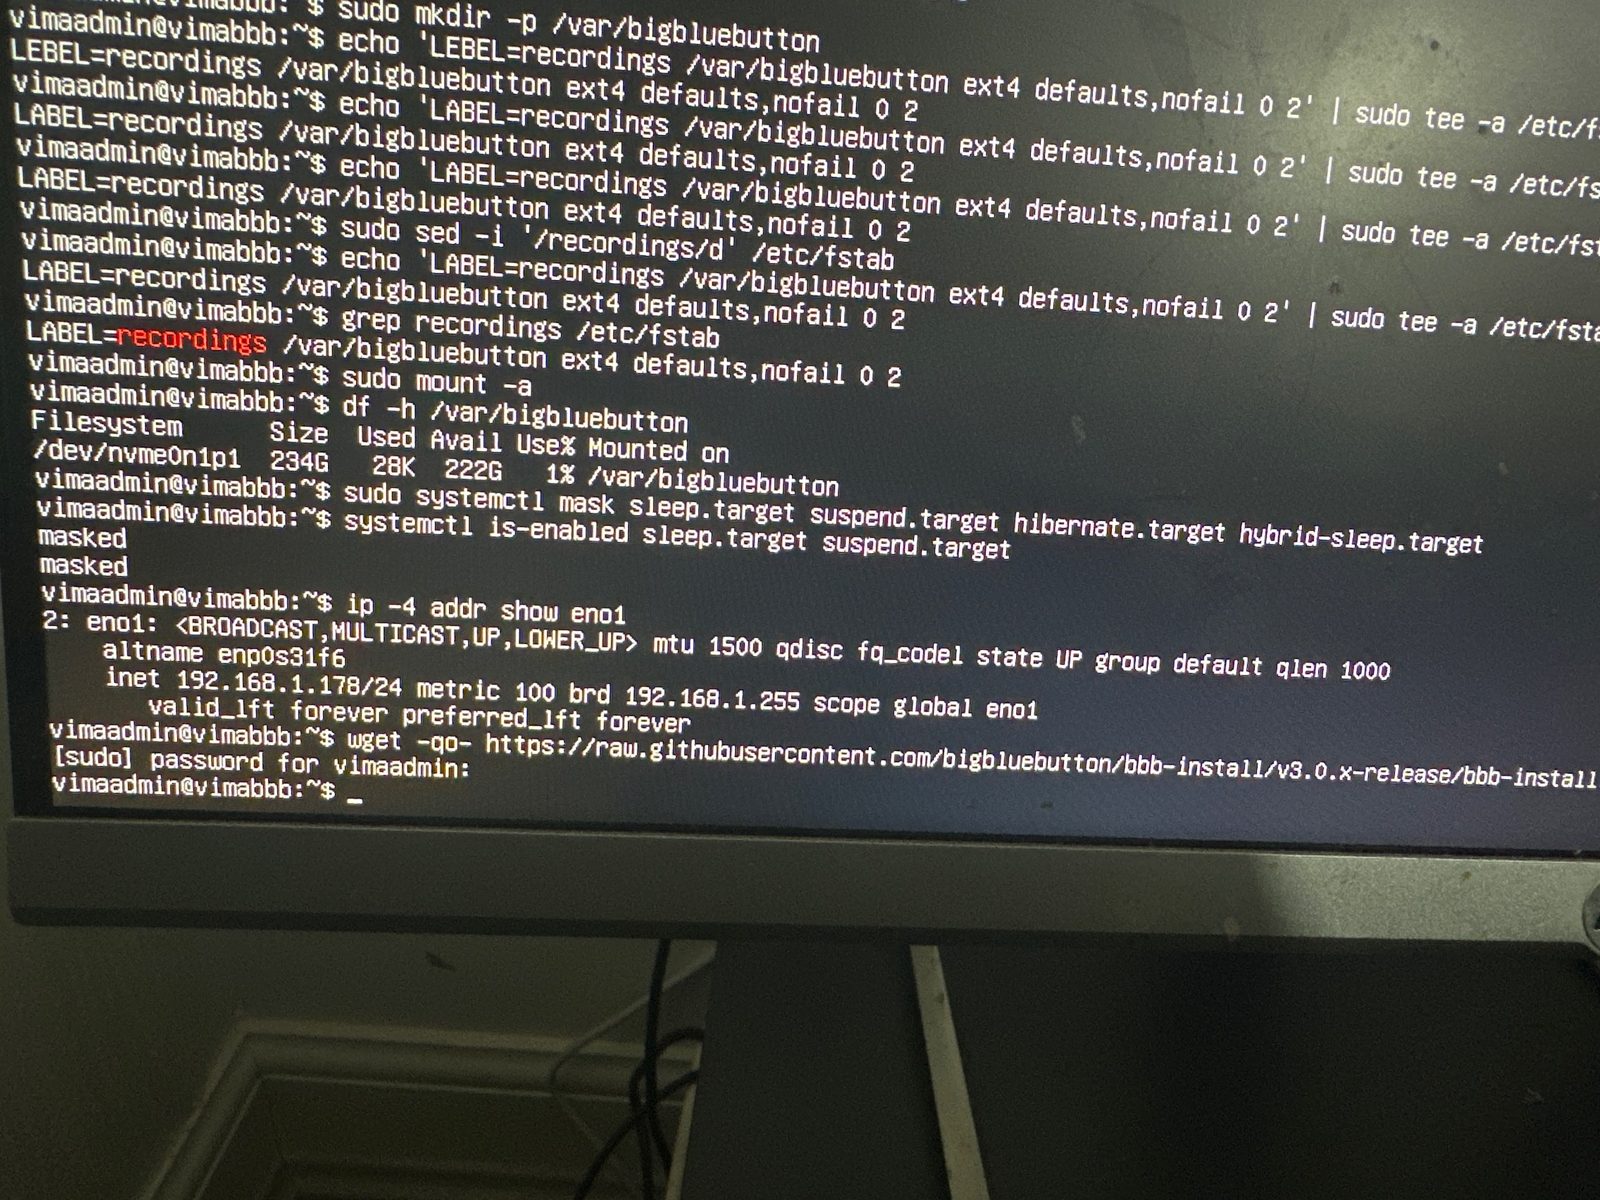 vimaadmin@vimabbb: $ sudo mkdir -p /var/bigbluebutton
vimaadmin@vimabbb:~$ echo 'LEBEL=recordings /var/bigbluebutton ext4 defaults,nofail 0 2' | sudo tee -a /etc/f
LEBEL=recordings /var/bigbluebutton ext4 defaults,nofail 0 2
vimaadmin@vimabbb:~$ echo 'LABEL=recordings /var/bigbluebutton ext4 defaults,nofail 0 2' | sudo tee -a /etc/fs
LABEL=recordings /var/bigbluebutton ext4 defaults,nofail 0 2
vimaadmin@vimabbb:~$ echo 'LABEL=recordings /var/bigbluebutton ext4 defaults,nofail 0 2' | sudo tee -a /etc/fst
LABEL=recordings /var/bigbluebutton ext4 defaults,nofail 0 2
vimaadmin@vimabbb:~$ sudo sed -i '/recordings/d' /etc/fstab
vimaadmin@vimabbb:~$ echo 'LABEL=recordings /var/bigbluebutton ext4 defaults,nofail 0 2' | sudo tee -a /etc/fsta
LABEL=recordings /var/bigbluebutton ext4 defaults,nofail 0 2
vimaadmin@vimabbb:~$ grep recordings /etc/fstab
LABEL=recordings /var/bigbluebutton ext4 defaults,nofail 0 2
vimaadmin@vimabbb:~$ sudo mount -a
vimaadmin@vimabbb:~$ df -h /var/bigbluebutton
Filesystem Size Used Avail Use% Mounted on
/dev/nvme0n1p1 234G 28K 222G 1% /var/bigbluebutton
vimaadmin@vimabbb:~$ sudo systemctl mask sleep.target suspend.target hibernate.target hybrid-sleep.target
vimaadmin@vimabbb:~$ systemctl is-enabled sleep.target suspend.target
masked
masked
vimaadmin@vimabbb:~$ ip -4 addr show eno1
2: eno1: <BROADCAST,MULTICAST,UP,LOWER_UP> mtu 1500 qdisc fq_codel state UP group default qlen 1000
altname enp0s31f6
inet 192.168.1.178/24 metric 100 brd 192.168.1.255 scope global eno1
valid_lft forever preferred_lft forever
vimaadmin@vimabbb:~$ wget -qo- https://raw.githubusercontent.com/bigbluebutton/bbb-install/v3.0.x-release/bbb-install
[sudo] password for vimaadmin:
vimaadmin@vimabbb:~$ _